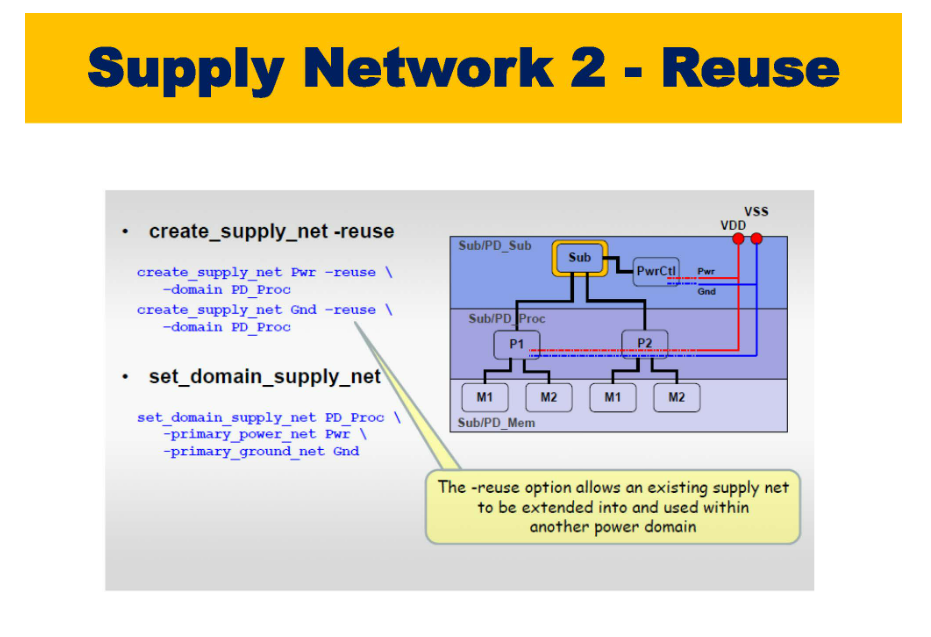 Supply Network 2 - Reuse
• create_supply_net -reuse
create_supply_net Pwr -reuse \
-domain PD_Proc
create_supply_net Gnd -reuse \
-domain PD_Proc
• set_domain_supply_net
set_domain_supply_net PD_Proc \
-primary_power_net Pwr \
-primary_ground_net Gnd
VSS
VDD
Sub/PD_Sub
Sub
PwrCtl
Pwr
Gnd
Sub/PD_Proc
P1
P2
M1
M2
M1
M2
Sub/PD_Mem
The -reuse option allows an existing supply net
to be extended into and used within
another power domain